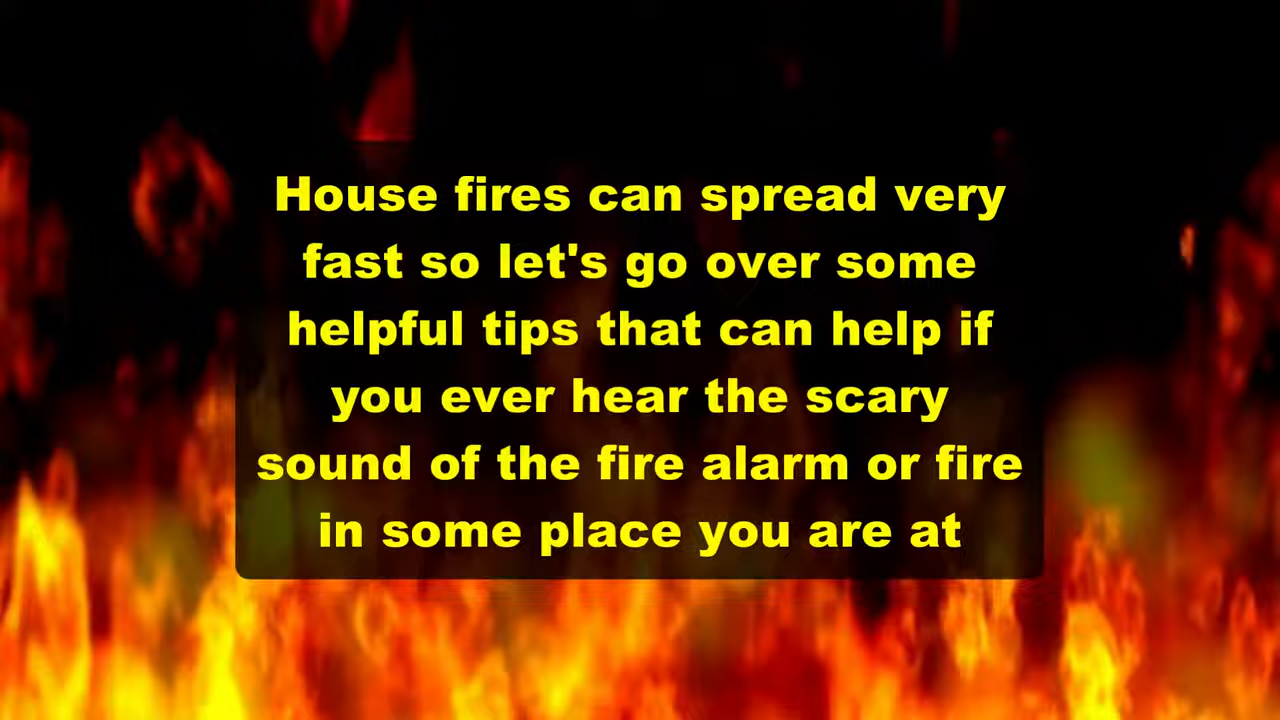 House fires can spread very
fast so let's go over some
helpful tips that can help if
you ever hear the scary
sound of the fire alarm or fire
in some place you are at